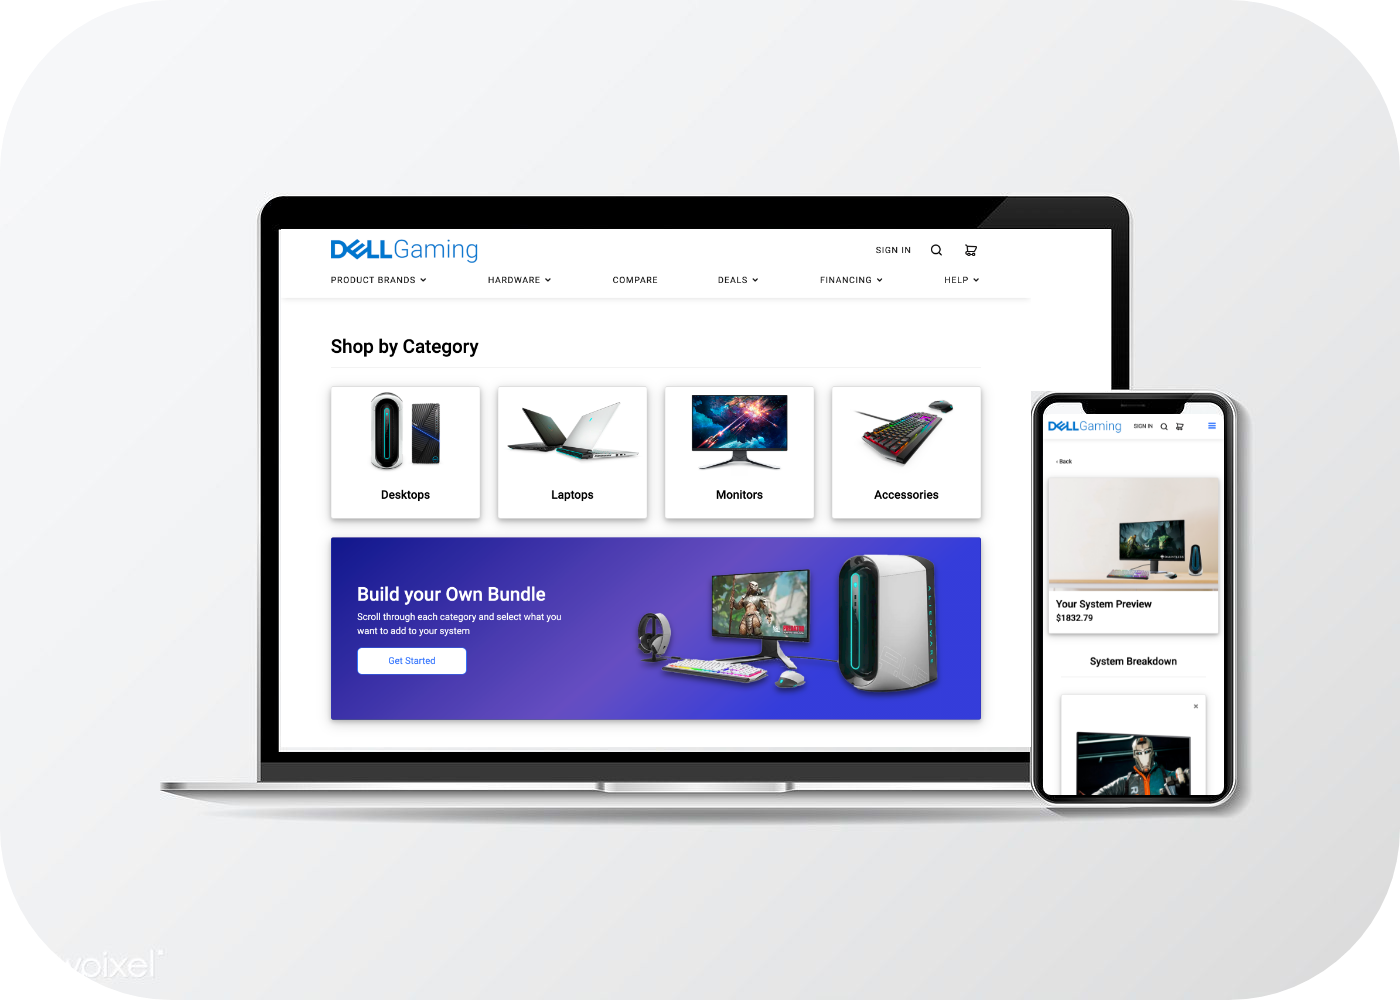 DELL Gaming
SIGN IN
PRODUCT BRANDS
HARDWARE
COMPARE
DEALS
FINANCING
HELP
Shop by Category
Desktops
Laptops
Monitors
Accessories
Build your Own Bundle
Scroll through each category and select what you
want to add to your system
Get Started
ALIENWARE
PREDATOR
DELL Gaming
SIGN IN
‹ Back
Your System Preview
$1832.79
System Breakdown
×